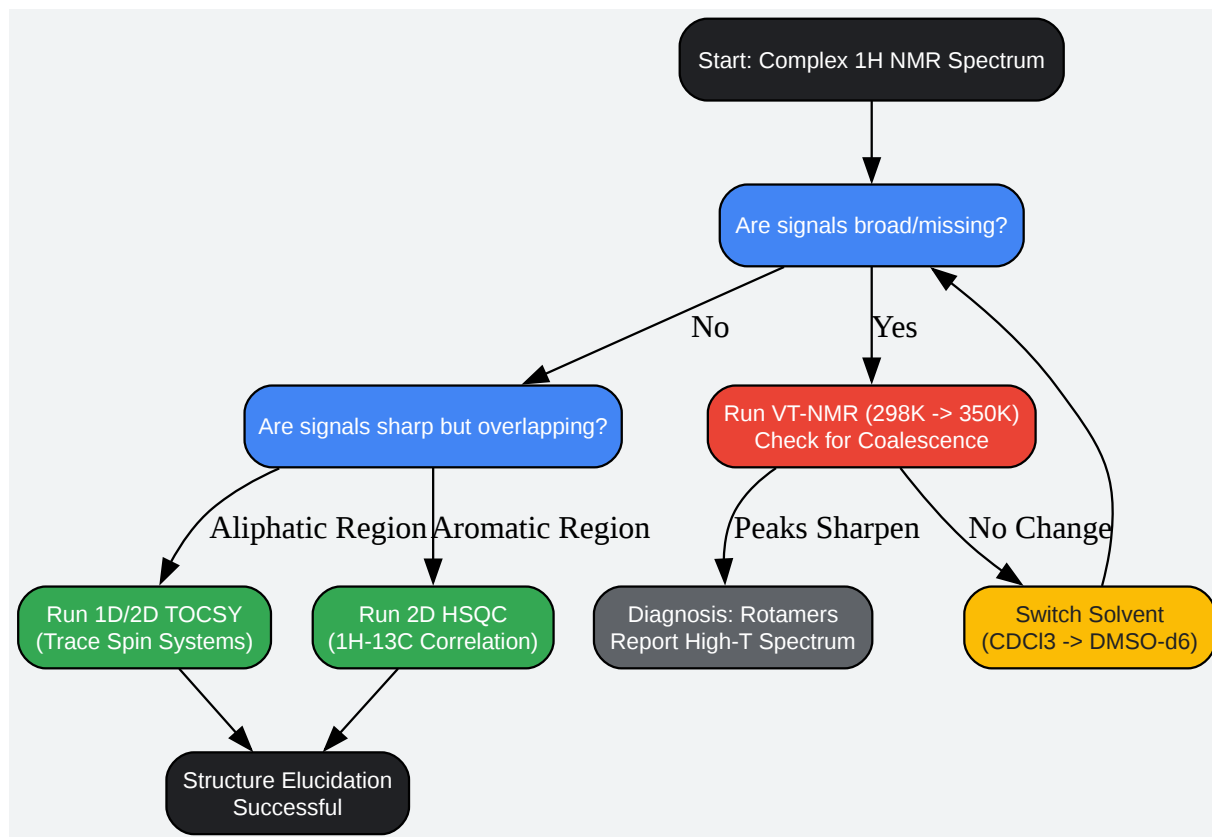 Start: Complex 1H NMR Spectrum
Are signals broad/missing?
No
Yes
Are signals sharp but overlapping?
Run VT-NMR (298K -> 350K)
Check for Coalescence
Aliphatic Region
Aromatic Region
Peaks Sharpen
No Change
Run 1D/2D TOCSY
(Trace Spin Systems)
Run 2D HSQC
(1H-13C Correlation)
Diagnosis: Rotamers
Report High-T Spectrum
Switch Solvent
(CDCl3 -> DMSO-d6)
Structure Elucidation
Successful